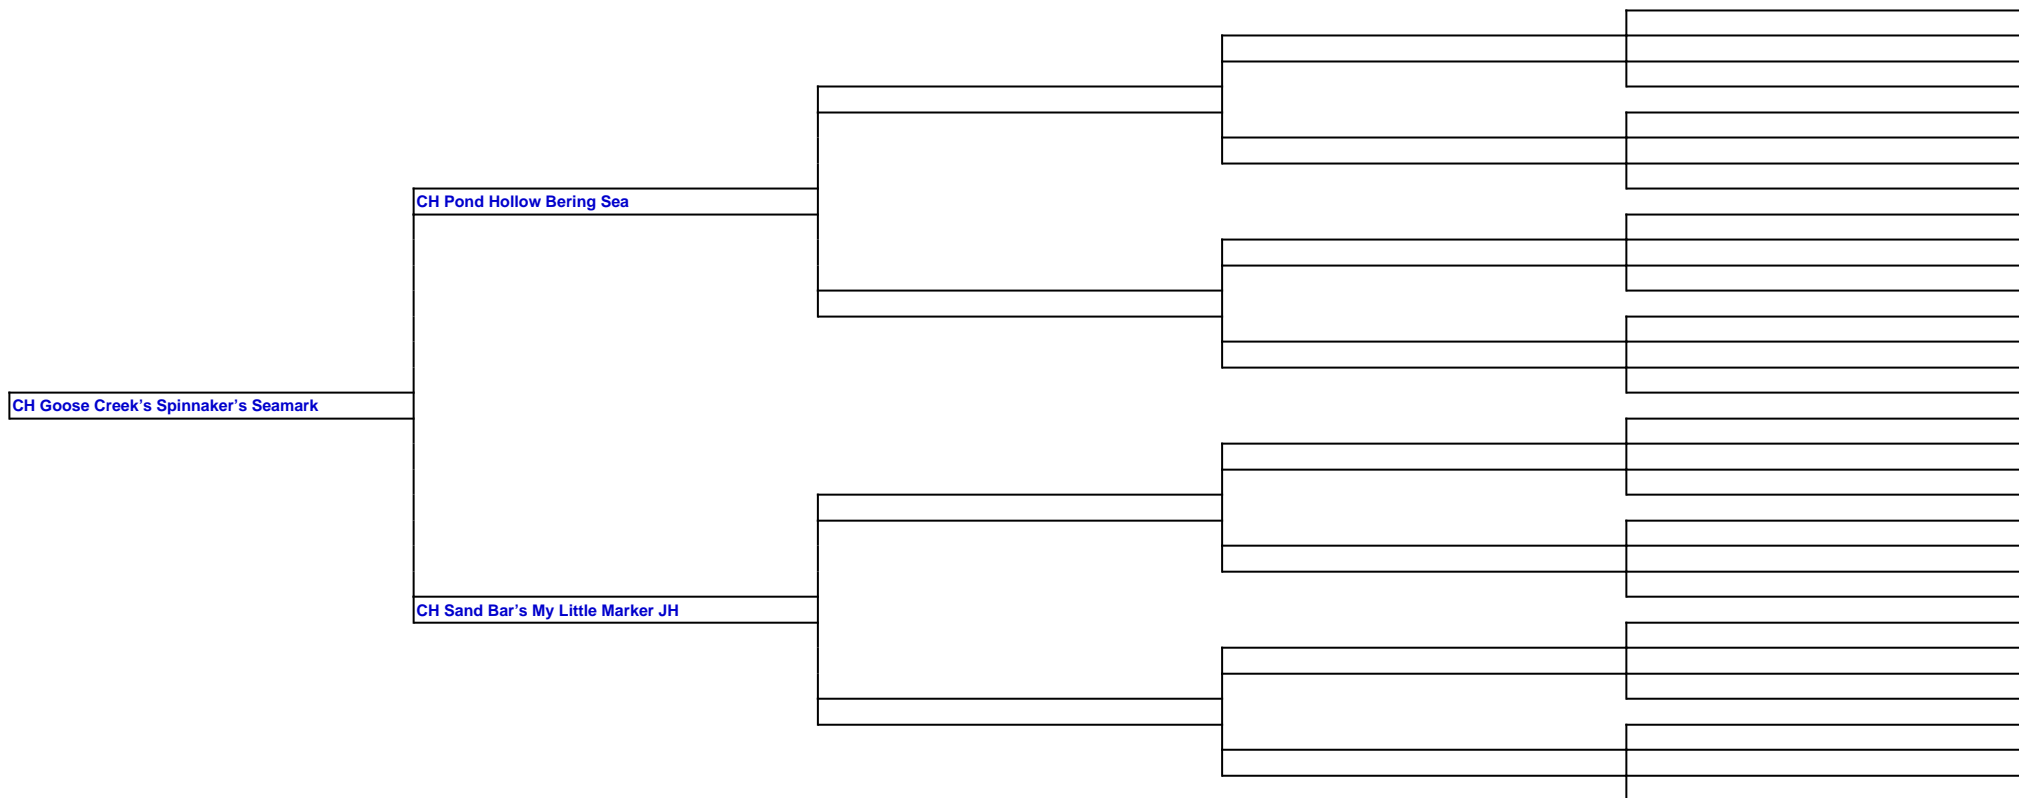 CH Pond Hollow Bering Sea
CH Goose Creek’s Spinnaker’s Seamark
CH Sand Bar’s My Little Marker JH